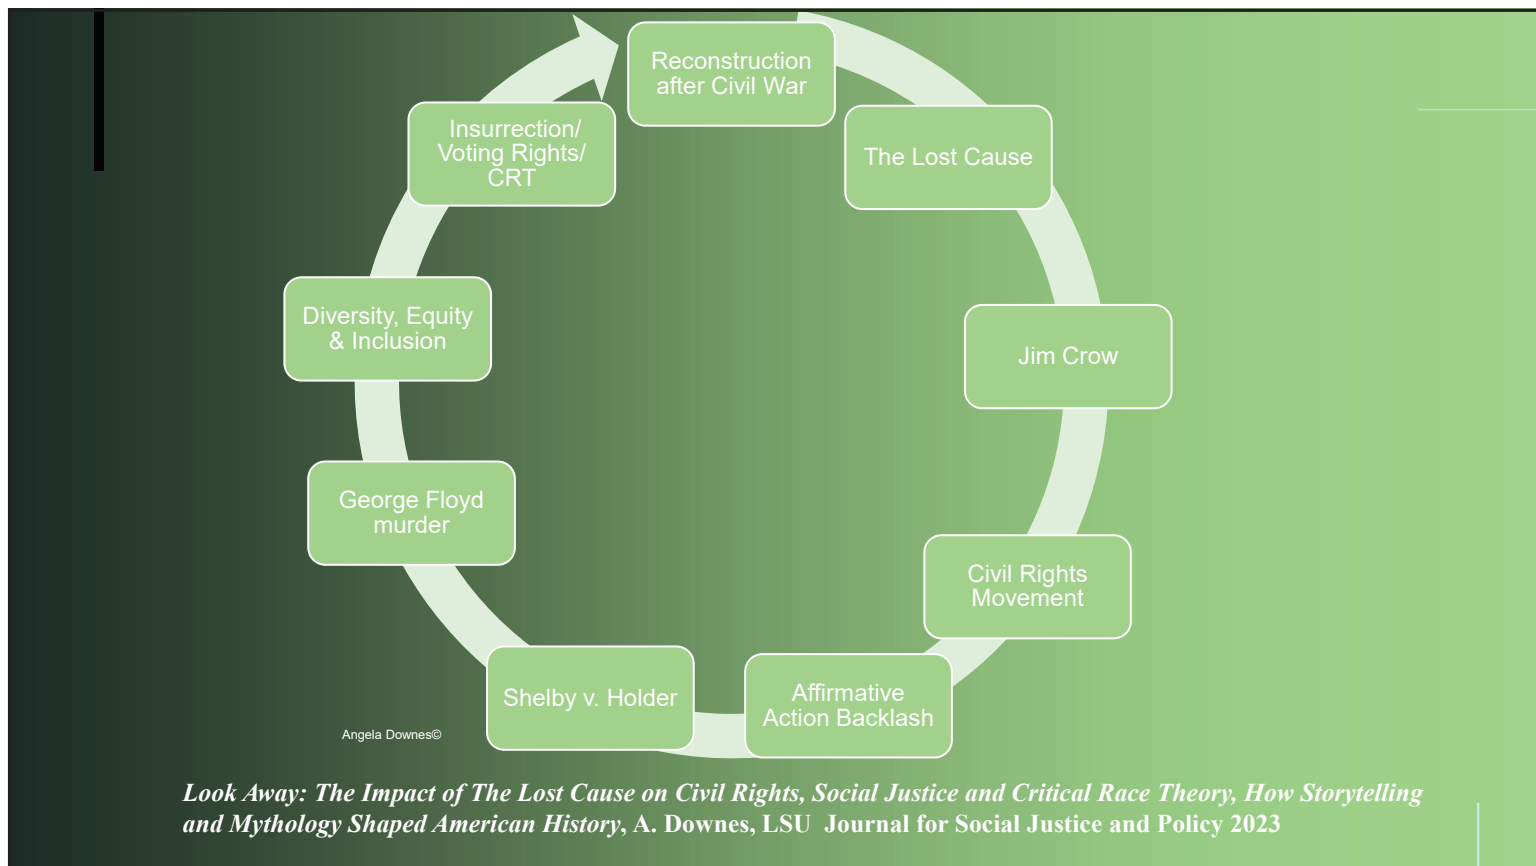 Reconstruction
after Civil War
The Lost Cause
Jim Crow
Civil Rights
Movement
Affirmative
Action Backlash
Shelby v. Holder
George Floyd
murder
Diversity, Equity
& Inclusion
Insurrection/
Voting Rights/
CRT
Angela Downes©
Look Away: The Impact of The Lost Cause on Civil Rights, Social Justice and Critical Race Theory, How Storytelling
and Mythology Shaped American History, A. Downes, LSU  Journal for Social Justice and Policy 2023